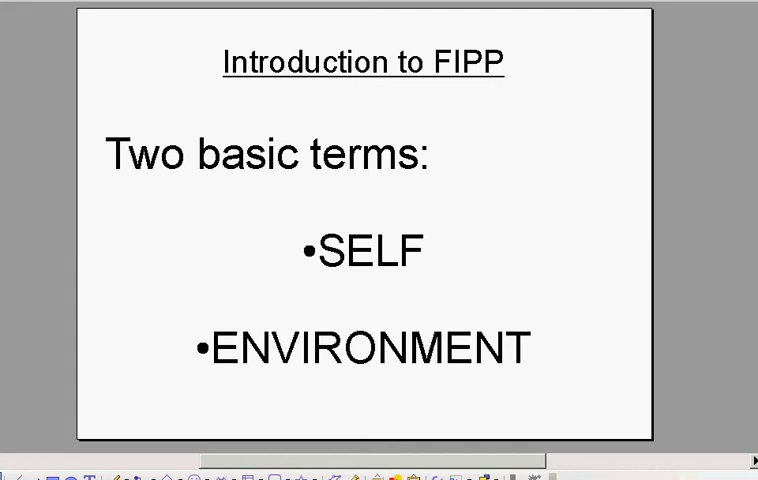 Introduction to FIPP
Two basic terms:
•SELF
•ENVIRONMENT